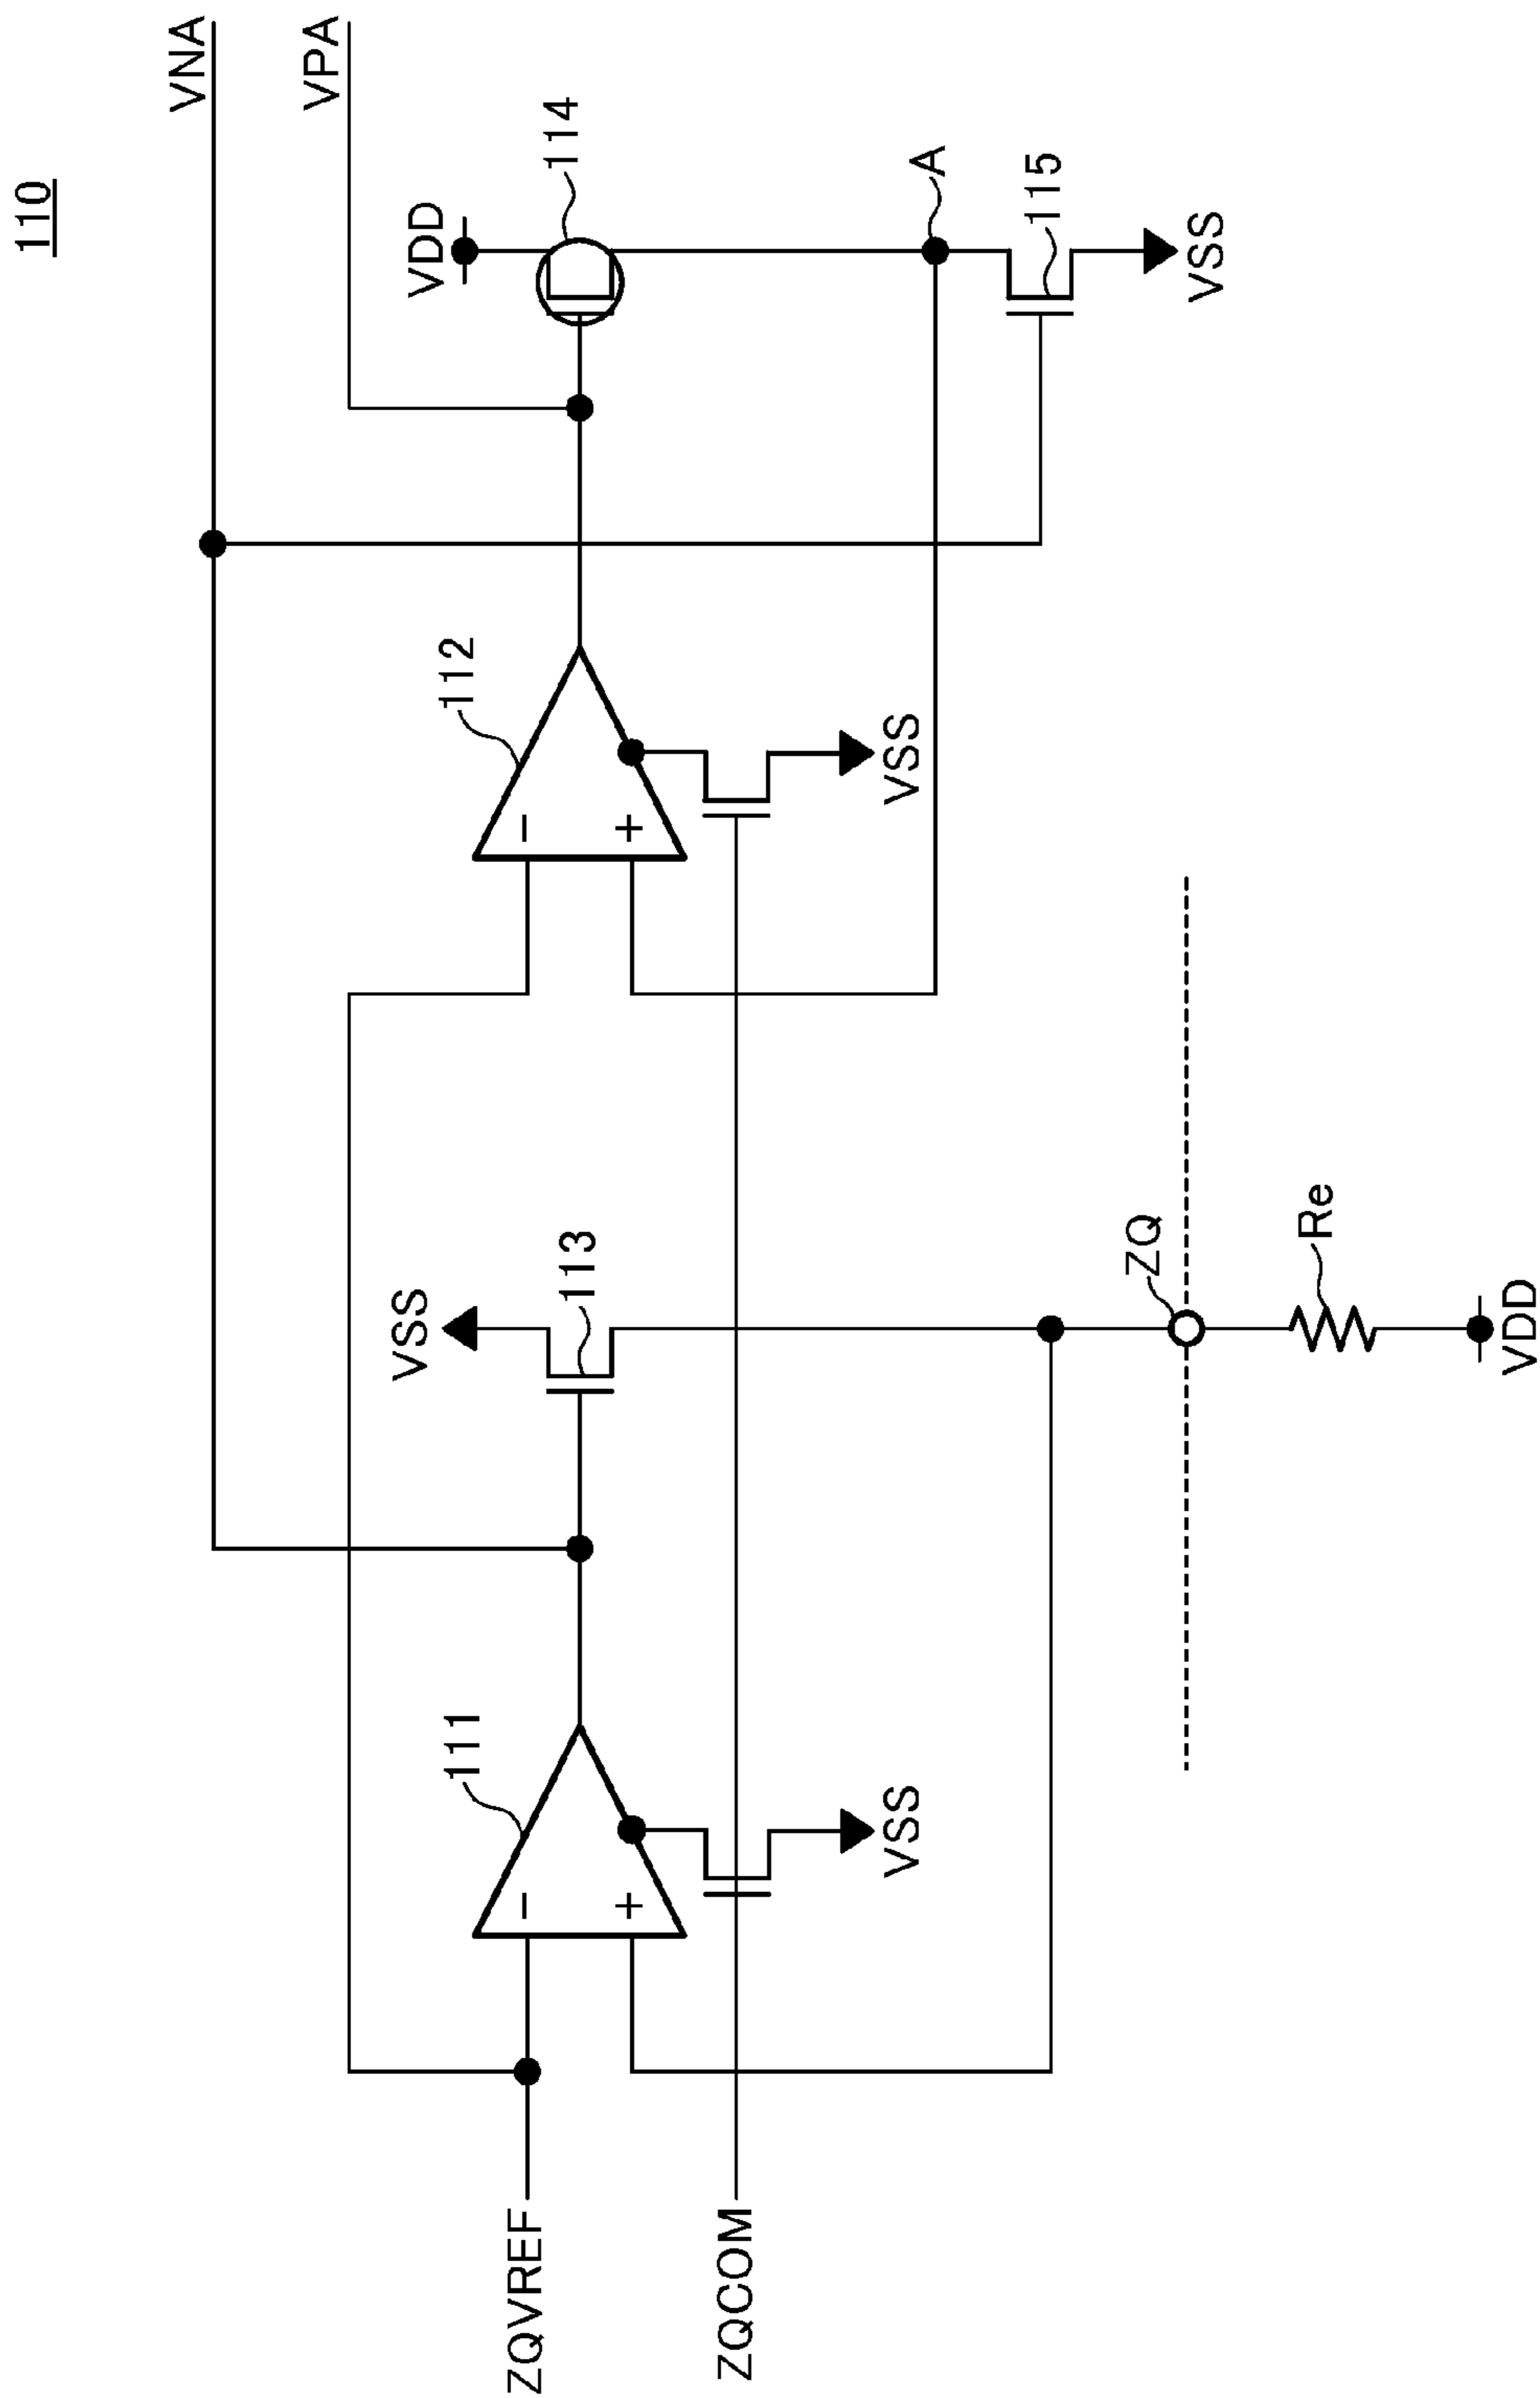 110
VNA
VPA
VDD
114
A
115
VSS
112
VSS
VSS
113
ZQ
Re
VDD
111
VSS
ZQVREF
ZQCOM
− +
− +